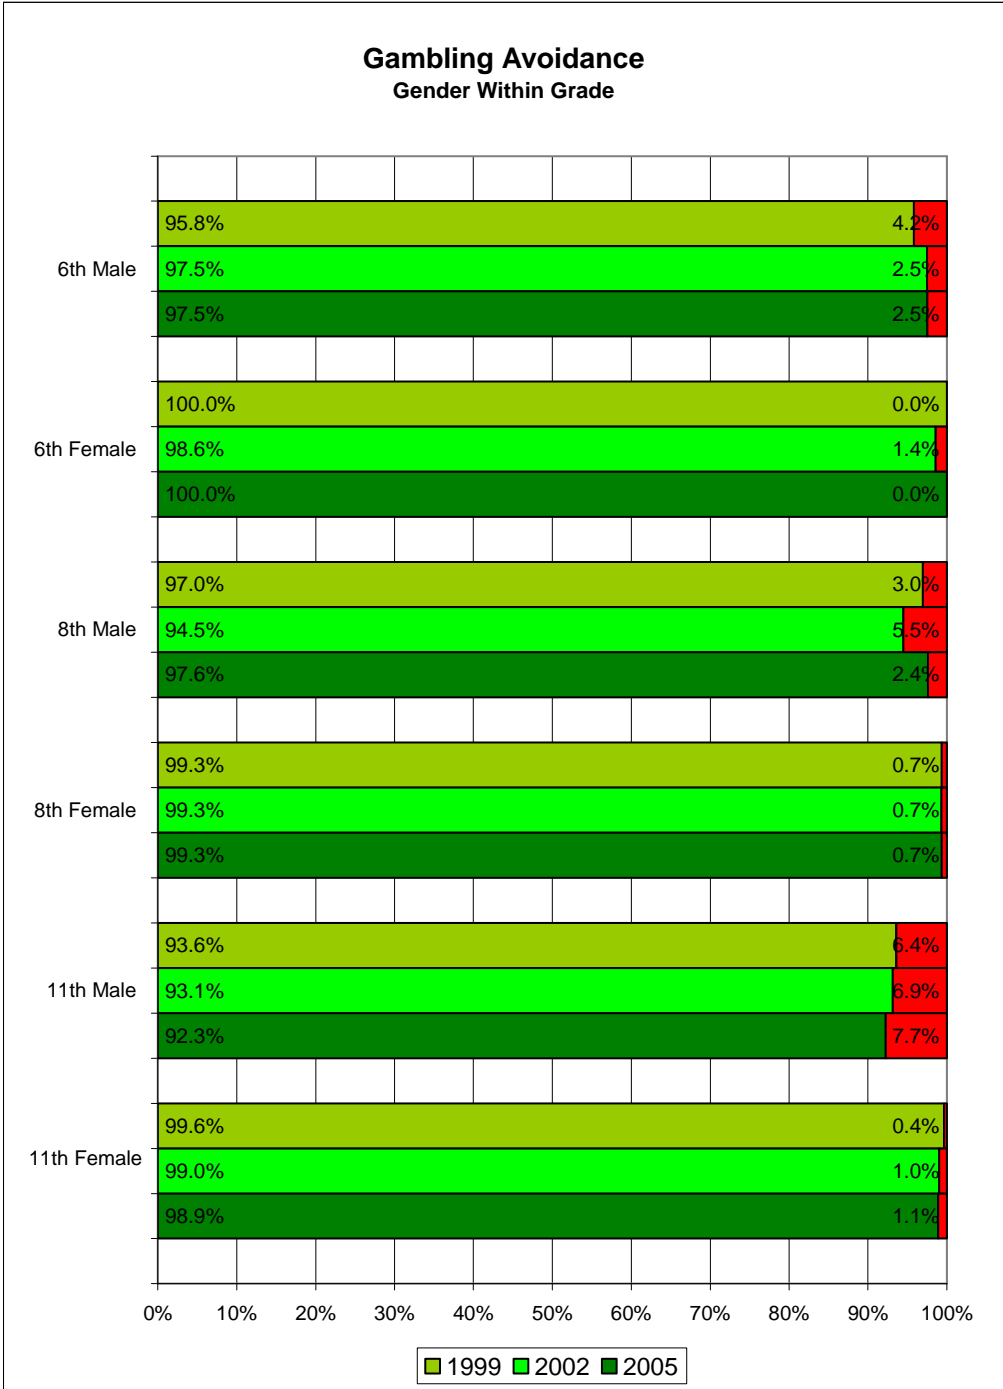 Gambling Avoidance
Gender Within Grade
95.8% 4.2%
6th Male 97.5% 2.5%
97.5% 2.5%
100.0% 0.0%
6th Female 98.6% 1.4%
100.0% 0.0%
97.0% 3.0%
8th Male 94.5% 5.5%
97.6% 2.4%
99.3% 0.7%
8th Female 99.3% 0.7%
99.3% 0.7%
93.6% 6.4%
11th Male 93.1% 6.9%
92.3% 7.7%
99.6% 0.4%
11th Female 99.0% 1.0%
98.9% 1.1%
0% 10% 20% 30% 40% 50% 60% 70% 80% 90% 100%
1999 2002 2005